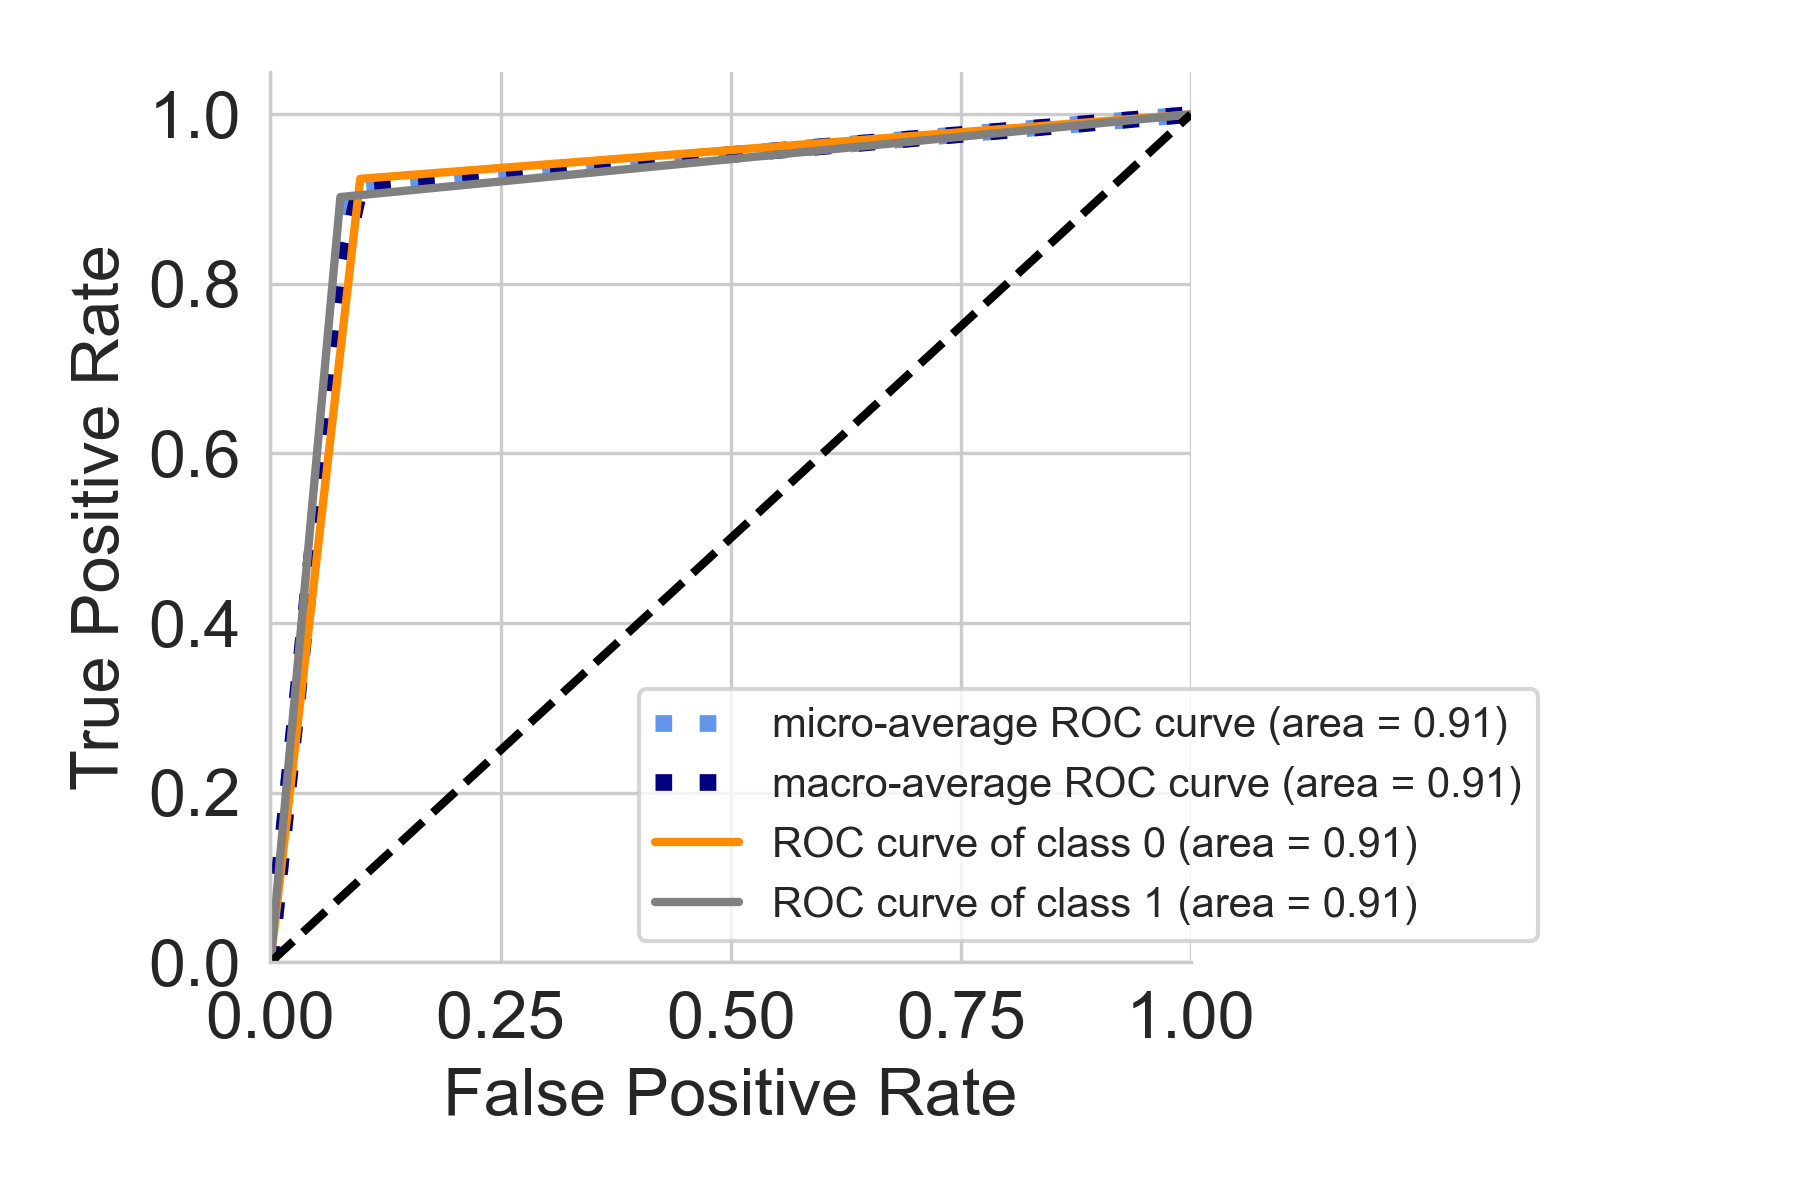 1.0
0.8
0.6
0.4
0.2
0.0
True Positive Rate
micro-average ROC curve (area = 0.91)
macro-average ROC curve (area = 0.91)
ROC curve of class 0 (area = 0.91)
ROC curve of class 1 (area = 0.91)
0.00 0.25 0.50 0.75 1.00
False Positive Rate